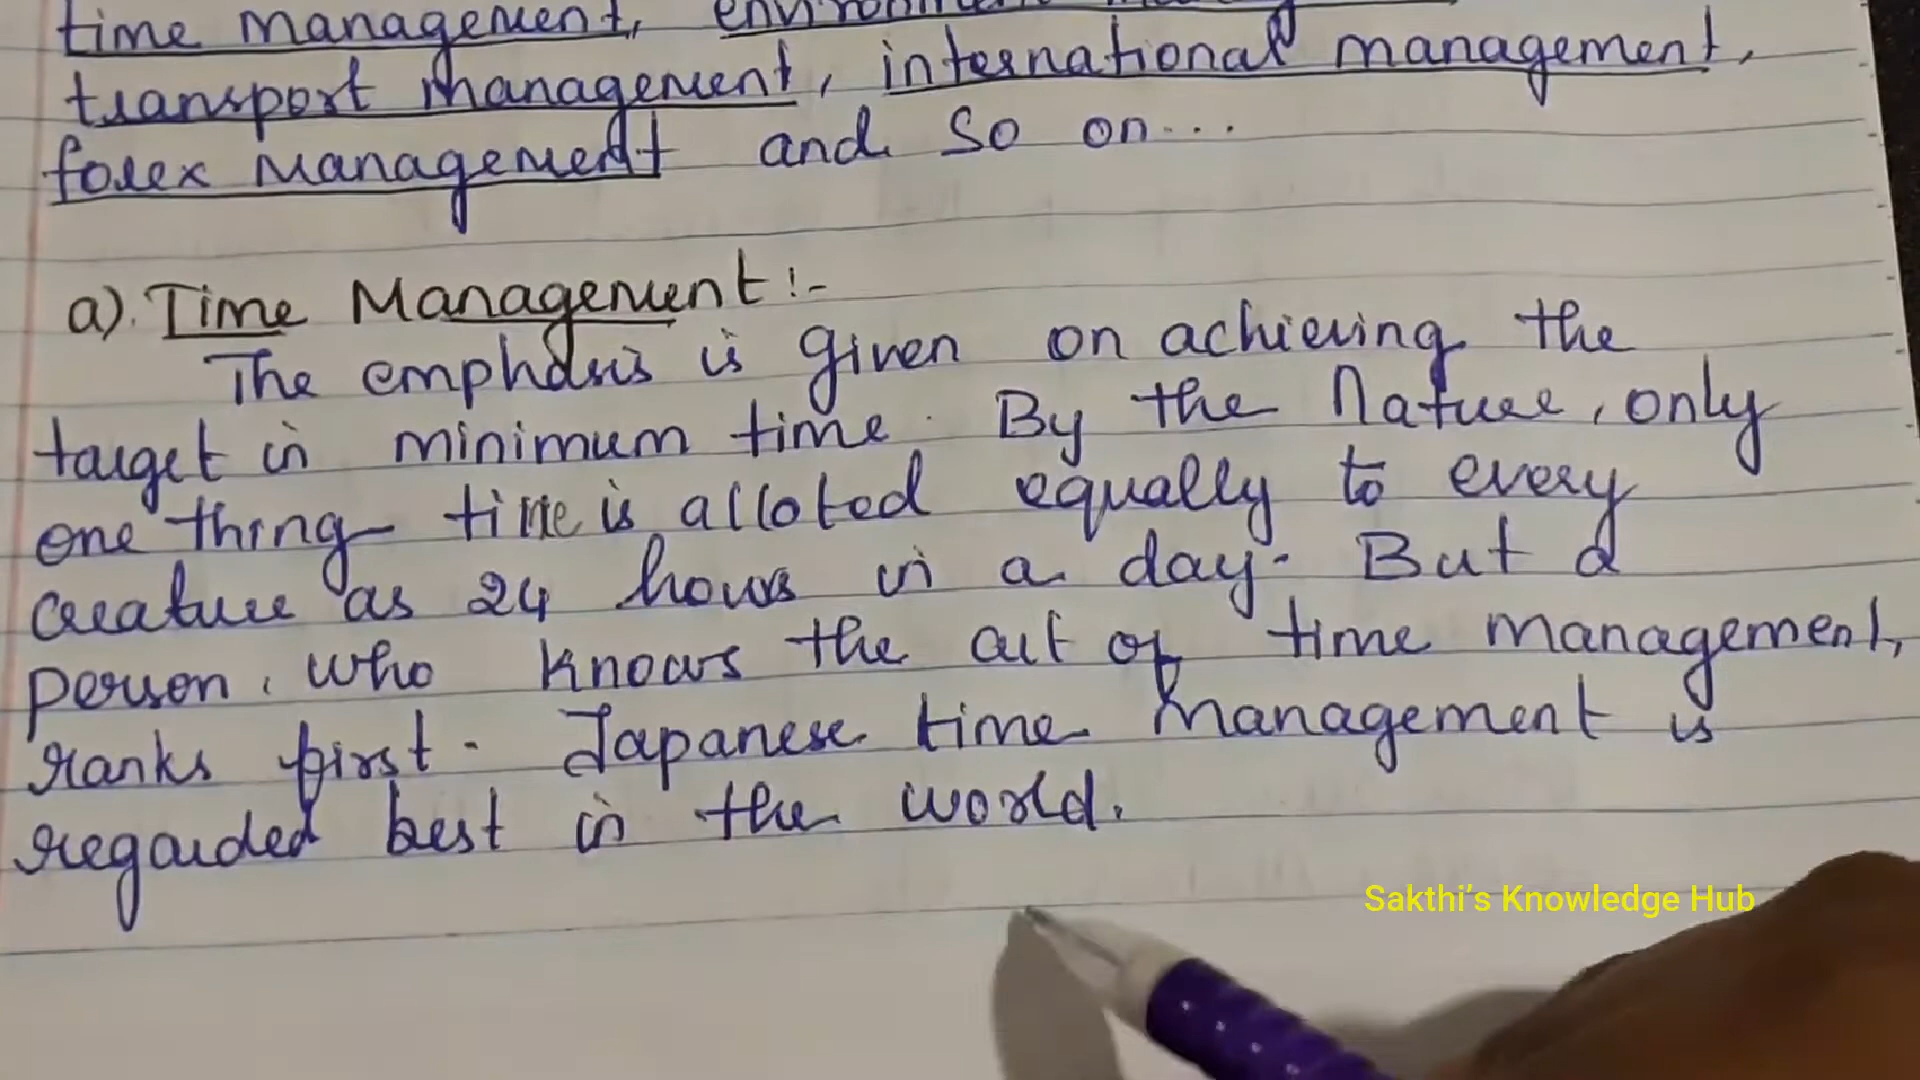 time management, environment
transport management, international management,
forex management and so on...
a). Time Management :-
The emphasis is given on achieving the
target in minimum time. By the Nature, only
one thing- time is alloted equally to every
creature as 24 hours in a day. But a
person, who knows the art of time management,
ranks first. Japanese time management is
regarded best in the world.
Sakthi's Knowledge Hub